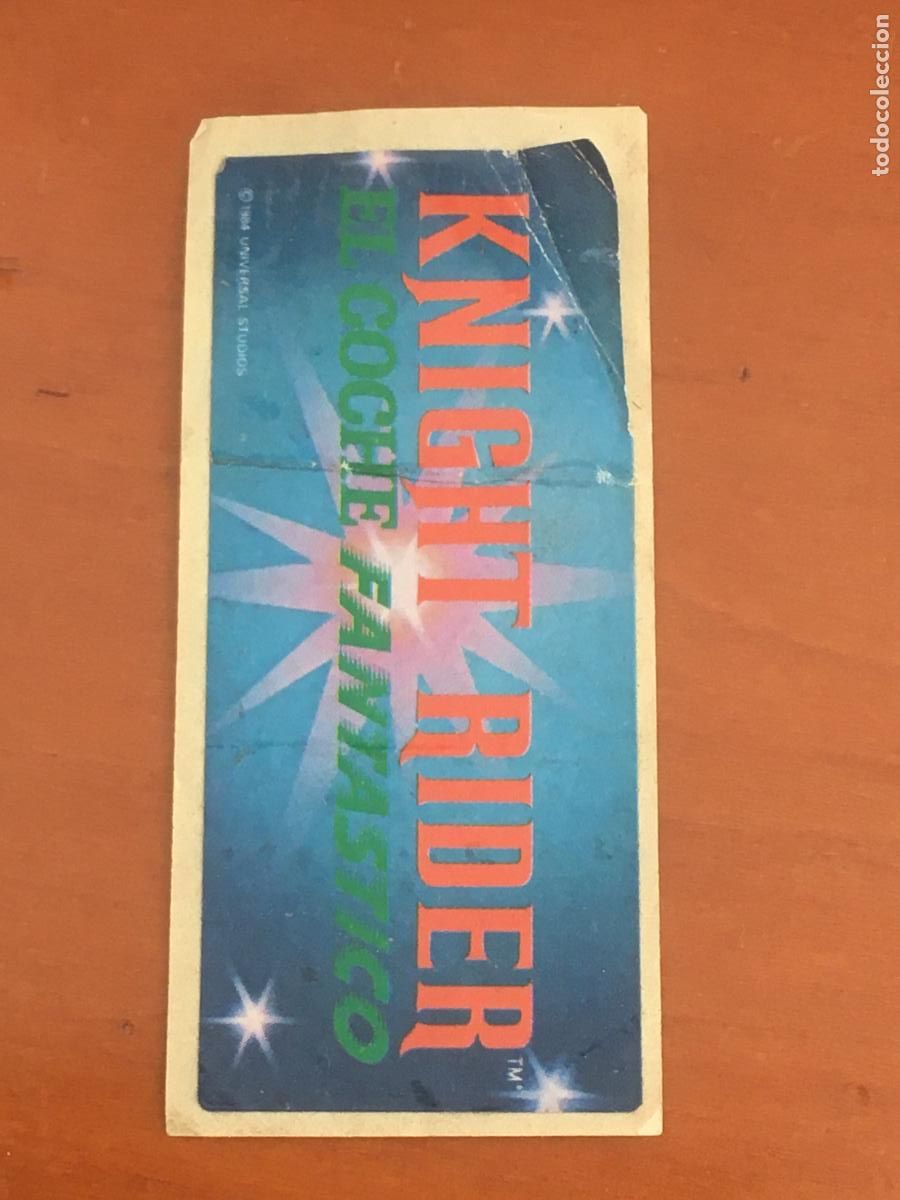 KNIGHT RIDER™
EL COCHE FANTASTICO
© 1984 UNIVERSAL STUDIOS
todocoleccion